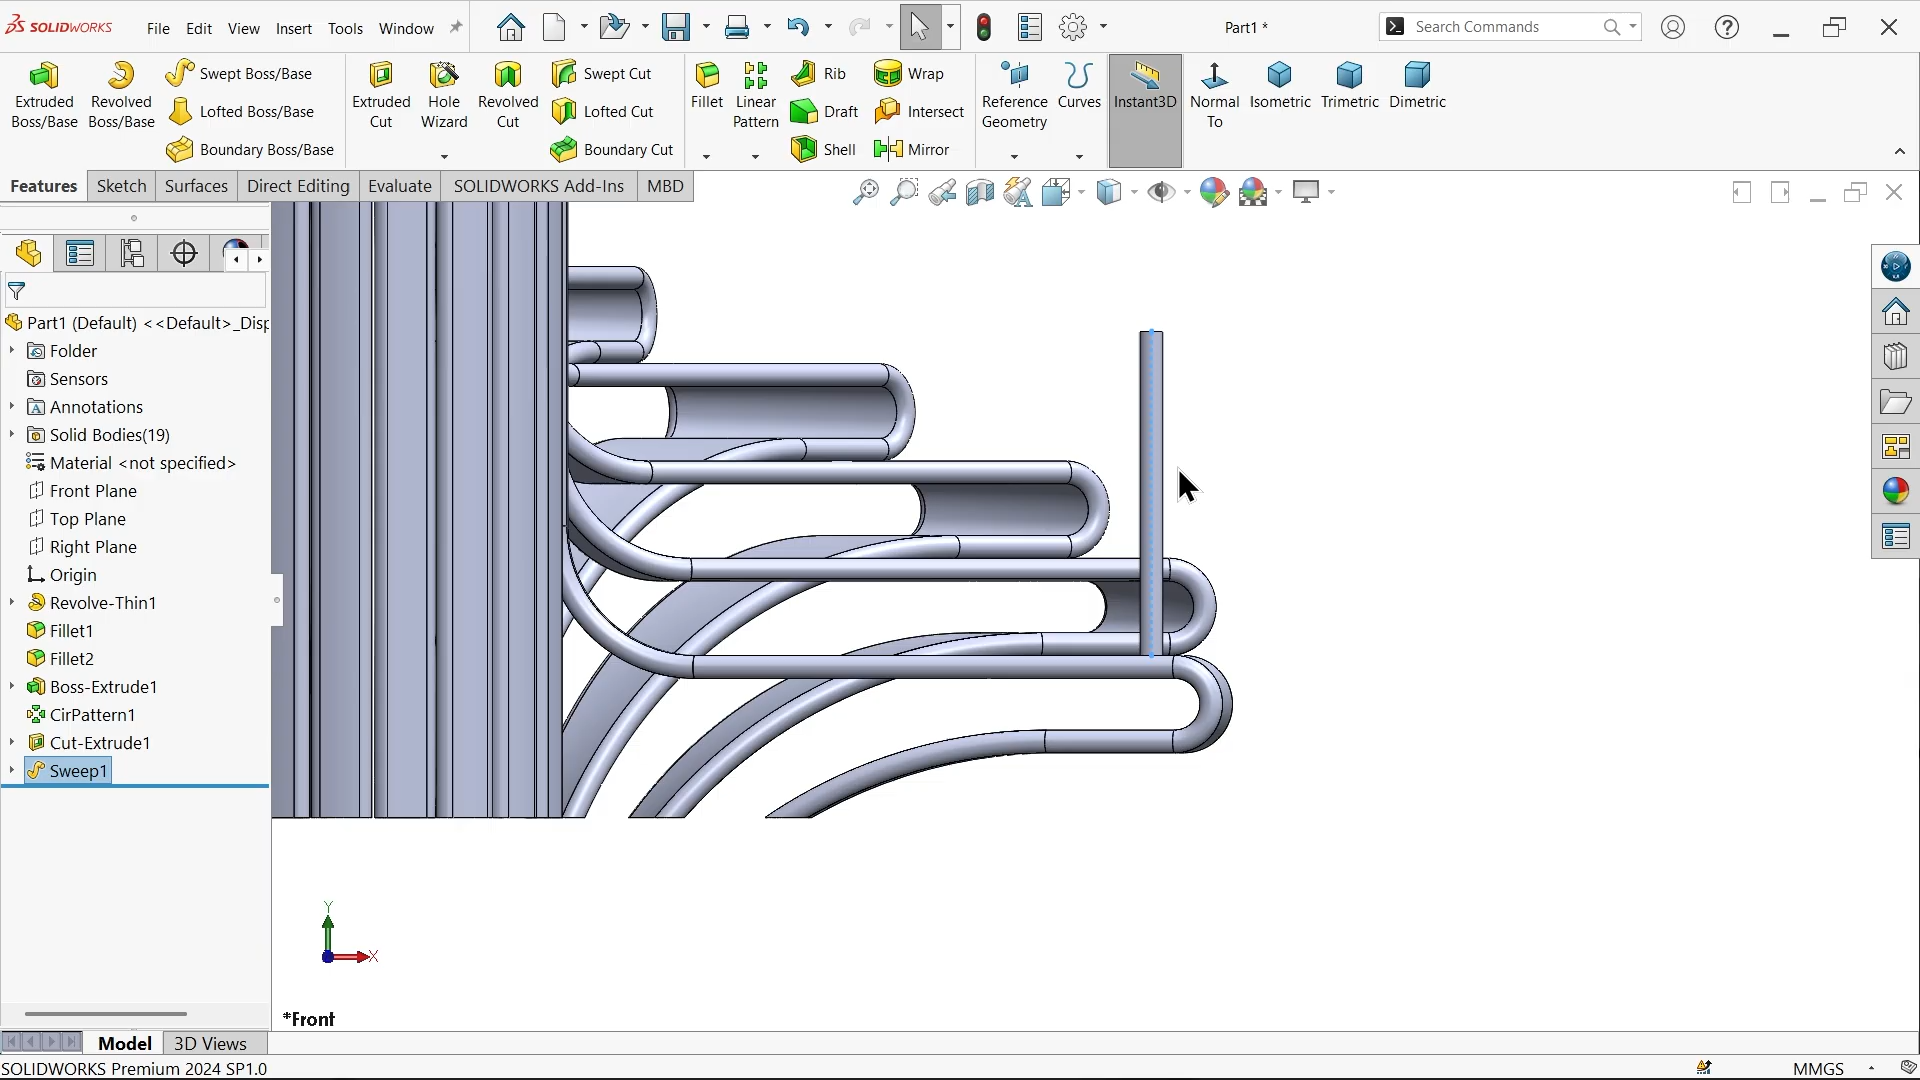 SOLIDWORKS
File Edit View Insert Tools Window
Part1 *
Search Commands
Extruded Boss/Base
Revolved Boss/Base
Swept Boss/Base
Lofted Boss/Base
Boundary Boss/Base
Extruded Cut
Hole Wizard
Revolved Cut
Swept Cut
Lofted Cut
Boundary Cut
Fillet
Linear Pattern
Rib
Draft
Shell
Wrap
Intersect
Mirror
Reference Geometry
Curves
Instant3D
Normal To
Isometric
Trimetric
Dimetric
Features Sketch Surfaces Direct Editing Evaluate SOLIDWORKS Add-Ins MBD
Part1 (Default) <<Default>_Disp
Folder
Sensors
Annotations
Solid Bodies(19)
Material <not specified>
Front Plane
Top Plane
Right Plane
Origin
Revolve-Thin1
Fillet1
Fillet2
Boss-Extrude1
CirPattern1
Cut-Extrude1
Sweep1
Y
X
*Front
Model 3D Views
SOLIDWORKS Premium 2024 SP1.0
MMGS